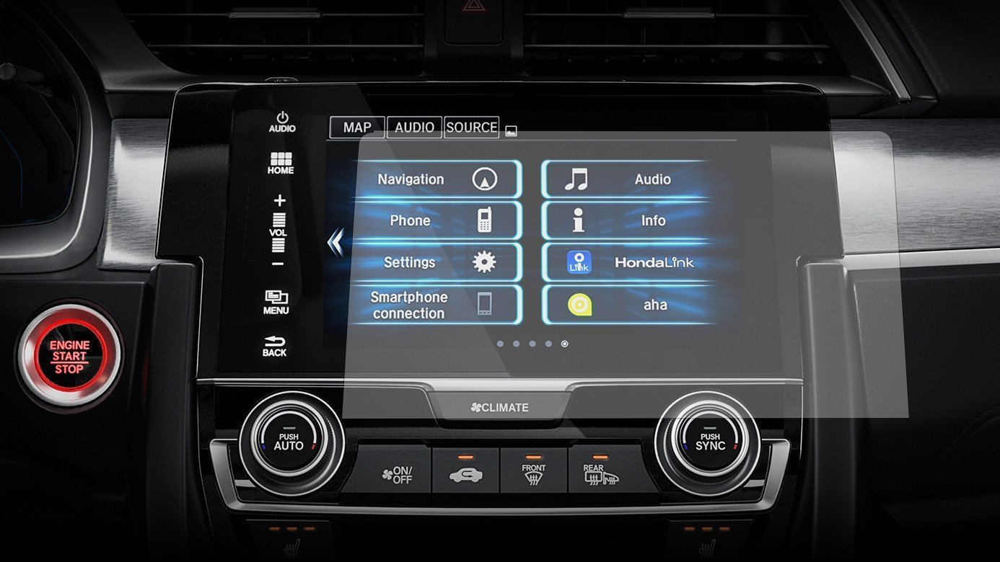 AUDIO
HOME
+
VOL
−
MENU
BACK
MAP
AUDIO
SOURCE
Navigation
Audio
Phone
Info
Settings
Link
HondaLink
Smartphone
connection
aha
ENGINE
START
STOP
CLIMATE
PUSH
AUTO
PUSH
SYNC
ON/
OFF
FRONT
REAR